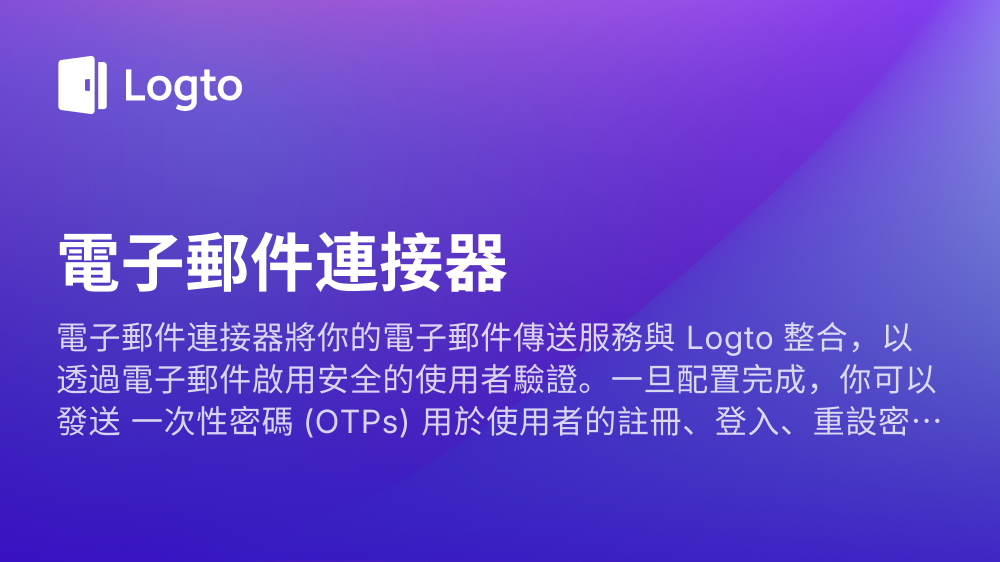 Logto
電子郵件連接器
電子郵件連接器將你的電子郵件傳送服務與 Logto 整合，以
透過電子郵件啟用安全的使用者驗證。一旦配置完成，你可以
發送 一次性密碼 (OTPs) 用於使用者的註冊、登入、重設密…